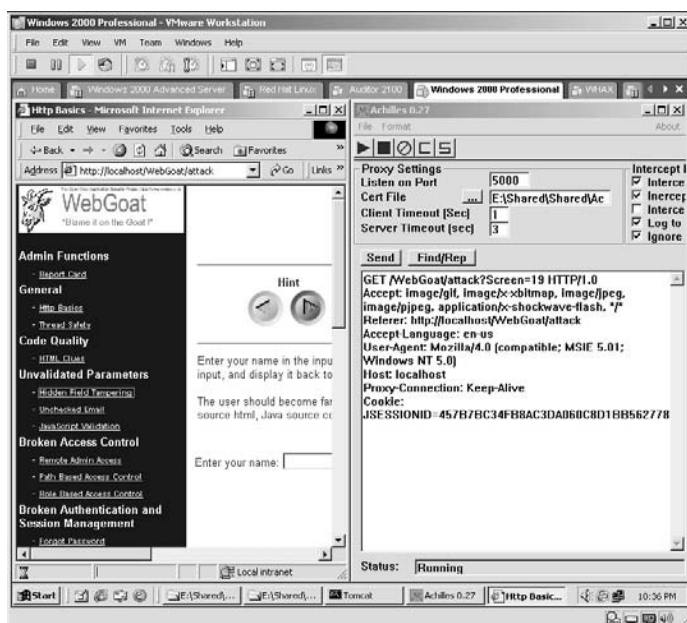 Windows 2000 Professional - VMware Workstation
File Edit View VM Team Windows Help
Home Windows 2000 Advanced Server Red Hat Linux Auditor 2100 Windows 2000 Professional WHAX
Http Basics - Microsoft Internet Explorer
File Edit View Favorites Tools Help
Back Search Favorites
Address http://localhost/WebGoat/attack Go Links
WebGoat
"Blame it on the Goat !"
Admin Functions
- Report Card
General
- Http Basics
- Thread Safety
Code Quality
- HTML Clues
Unvalidated Parameters
- Hidden Field Tampering
- Unchecked Email
- JavaScript Validation
Broken Access Control
- Remote Admin Access
- Path Based Access Control
- Role Based Access Control
Broken Authentication and
Session Management
- Forgot Password
Hint
Enter your name in the inpu
input, and display it back to
The user should become fam
source html, Java source co
Enter your name:
Local intranet
Achilles 0.27
File Format About
Proxy Settings
Listen on Port 5000
Cert File ... E:\Shared\Shared\Ac
Client Timeout (Sec) 1
Server Timeout (sec) 3
Intercept
Interce
Inercep
Interce
Log to
Ignore
Send Find/Rep
GET /WebGoat/attack?Screen=19 HTTP/1.0
Accept: image/gif, image/x-xbitmap, image/jpeg,
image/pjpeg, application/x-shockwave-flash, */*
Referer: http://localhost/WebGoat/attack
Accept-Language: en-us
User-Agent: Mozilla/4.0 (compatible; MSIE 5.01;
Windows NT 5.0)
Host: localhost
Proxy-Connection: Keep-Alive
Cookie:
JSESSIONID=457B7BC34FB8AC3DA060C8D1BB562778
Status: Running
Start E:\Shared\... E:\Shared\... Tomcat Achilles 0.27 Http Basic... 10:36 PM